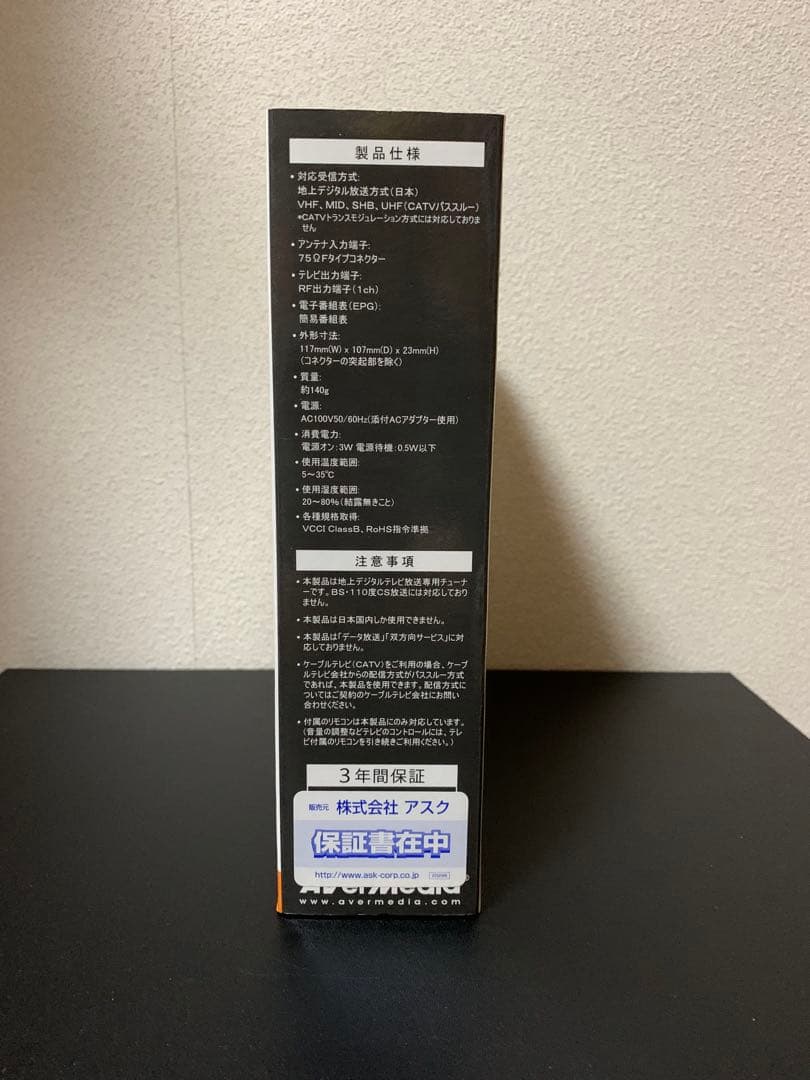 製品仕様
• 対応受信方式:
地上デジタル放送方式(日本)
VHF、MID、SHB、UHF(CATVパススルー)
*CATVトランスモジュレーション方式には対応しておりま
せん
• アンテナ入力端子:
75ΩFタイプコネクター
• テレビ出力端子:
RF出力端子(1ch)
• 電子番組表(EPG):
簡易番組表
• 外形寸法:
117mm(W) x 107mm(D) x 23mm(H)
(コネクターの突起部を除く)
• 質量:
約140g
• 電源:
AC100V50/60Hz(添付ACアダプター使用)
• 消費電力:
電源オン:3W 電源待機:0.5W以下
• 使用温度範囲:
5~35℃
• 使用湿度範囲:
20~80%(結露無きこと)
• 各種規格取得:
VCCI ClassB、RoHS指令準拠
注意事項
• 本製品は地上デジタルテレビ放送専用チューナ
ーです。BS・110度CS放送には対応しており
ません。
• 本製品は日本国内しか使用できません。
• 本製品は「データ放送」「双方向サービス」に対
応しておりません。
• ケーブルテレビ(CATV)をご利用の場合、ケーブ
ルテレビ会社からの配信方式がパススルー方式
であれば、本製品を使用できます。配信方式に
ついてはご契約のケーブルテレビ会社にお問い
合わせください。
• 付属のリモコンは本製品にのみ対応しています。
(音量の調整などテレビのコントロールには、テレ
ビ付属のリモコンを引き続きご利用ください。)
3年間保証
販売元 株式会社 アスク
保証書在中
http://www.ask-corp.co.jp
AVerMedia®
www.avermedia.com